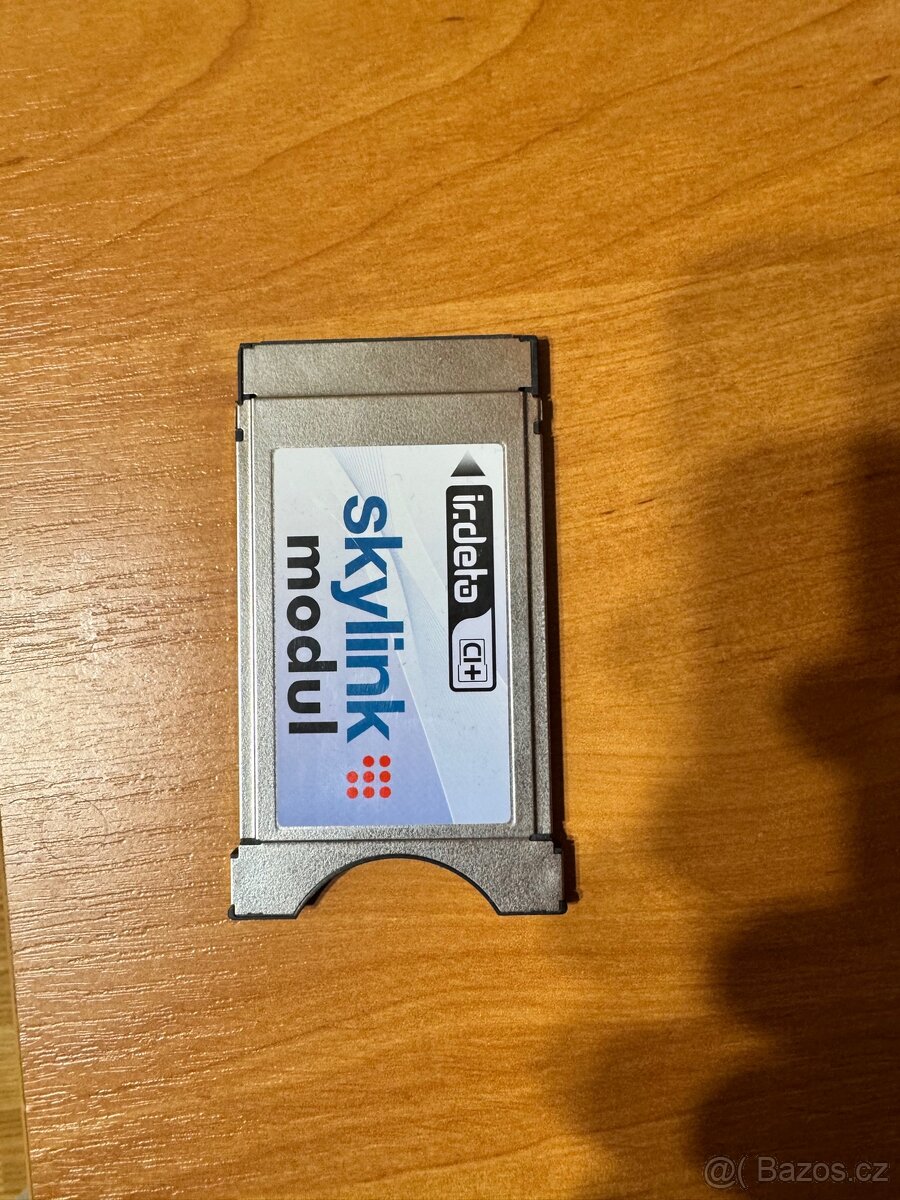 irdeto
CI+
skylink
modul
@( Bazos.cz